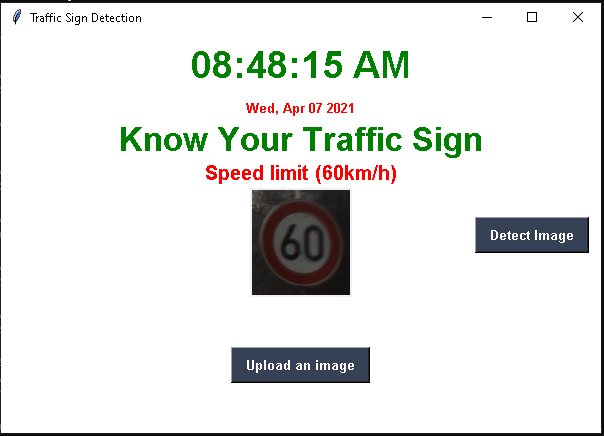 Traffic Sign Detection
08:48:15 AM
Wed, Apr 07 2021
Know Your Traffic Sign
Speed limit (60km/h)
60
Detect Image
Upload an image